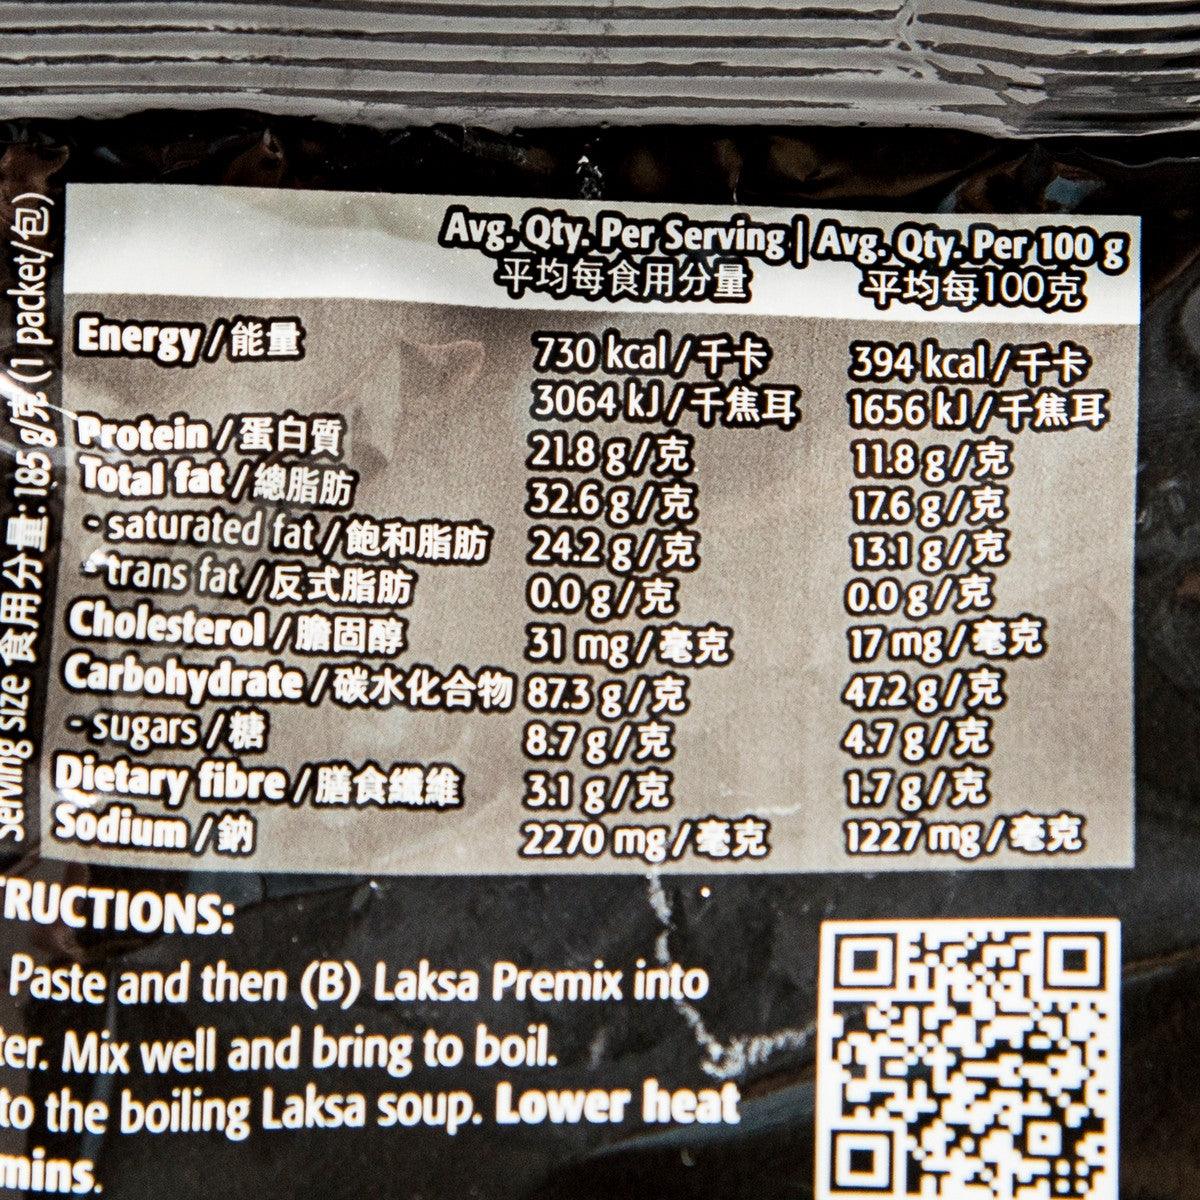 Serving size 食用分量: 185 g/克 (1 packet/包)
Avg. Qty. Per Serving | Avg. Qty. Per 100 g
平均每食用分量 平均每100克
Energy/能量 730 kcal/千卡 394 kcal/千卡
3064 kJ/千焦耳 1656 kJ/千焦耳
Protein/蛋白質 21.8 g/克 11.8 g/克
Total fat/總脂肪 32.6 g/克 17.6 g/克
- saturated fat/飽和脂肪 24.2 g/克 13.1 g/克
- trans fat/反式脂肪 0.0 g/克 0.0 g/克
Cholesterol/膽固醇 31 mg/毫克 17 mg/毫克
Carbohydrate/碳水化合物 87.3 g/克 47.2 g/克
- sugars/糖 8.7 g/克 4.7 g/克
Dietary fibre/膳食纖維 3.1 g/克 1.7 g/克
Sodium/鈉 2270 mg/毫克 1227 mg/毫克
TRUCTIONS:
Paste and then (B) Laksa Premix into
ter. Mix well and bring to boil.
to the boiling Laksa soup. Lower heat
mins.